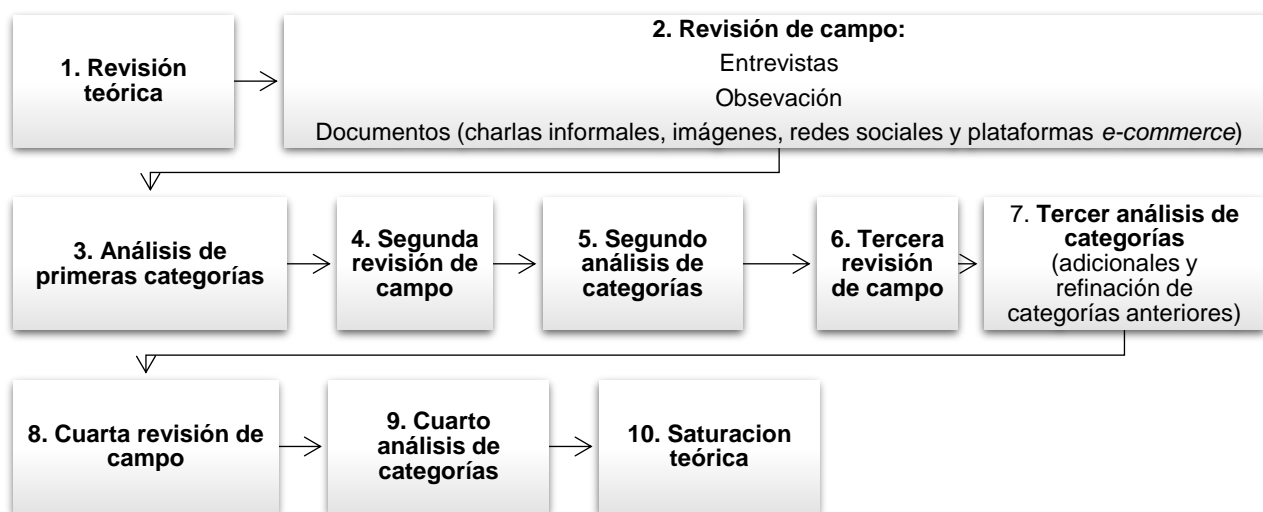 1. Revisión
teórica
2. Revisión de campo:
Entrevistas
Obsevación
Documentos (charlas informales, imágenes, redes sociales y plataformas e-commerce)
3. Análisis de
primeras categorías
4. Segunda
revisión de
campo
5. Segundo
análisis de
categorías
6. Tercera
revisión
de campo
7. Tercer análisis de
categorías
(adicionales y
refinación de
categorías anteriores)
8. Cuarta revisión de
campo
9. Cuarto
análisis de
categorías
10. Saturacion
teórica